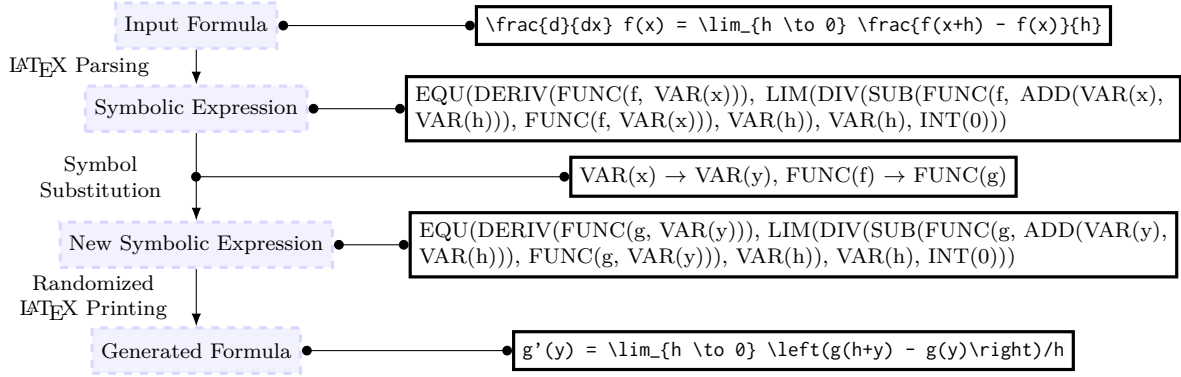 Input Formula
\frac{d}{dx} f(x) = \lim_{h \to 0} \frac{f(x+h) - f(x)}{h}
LATEX Parsing
Symbolic Expression
EQU(DERIV(FUNC(f, VAR(x))), LIM(DIV(SUB(FUNC(f, ADD(VAR(x),
VAR(h))), FUNC(f, VAR(x))), VAR(h)), VAR(h), INT(0)))
Symbol
Substitution
VAR(x) → VAR(y), FUNC(f) → FUNC(g)
New Symbolic Expression
EQU(DERIV(FUNC(g, VAR(y))), LIM(DIV(SUB(FUNC(g, ADD(VAR(y),
VAR(h))), FUNC(g, VAR(y))), VAR(h)), VAR(h), INT(0)))
Randomized
LATEX Printing
Generated Formula
g'(y) = \lim_{h \to 0} \left(g(h+y) - g(y)\right)/h